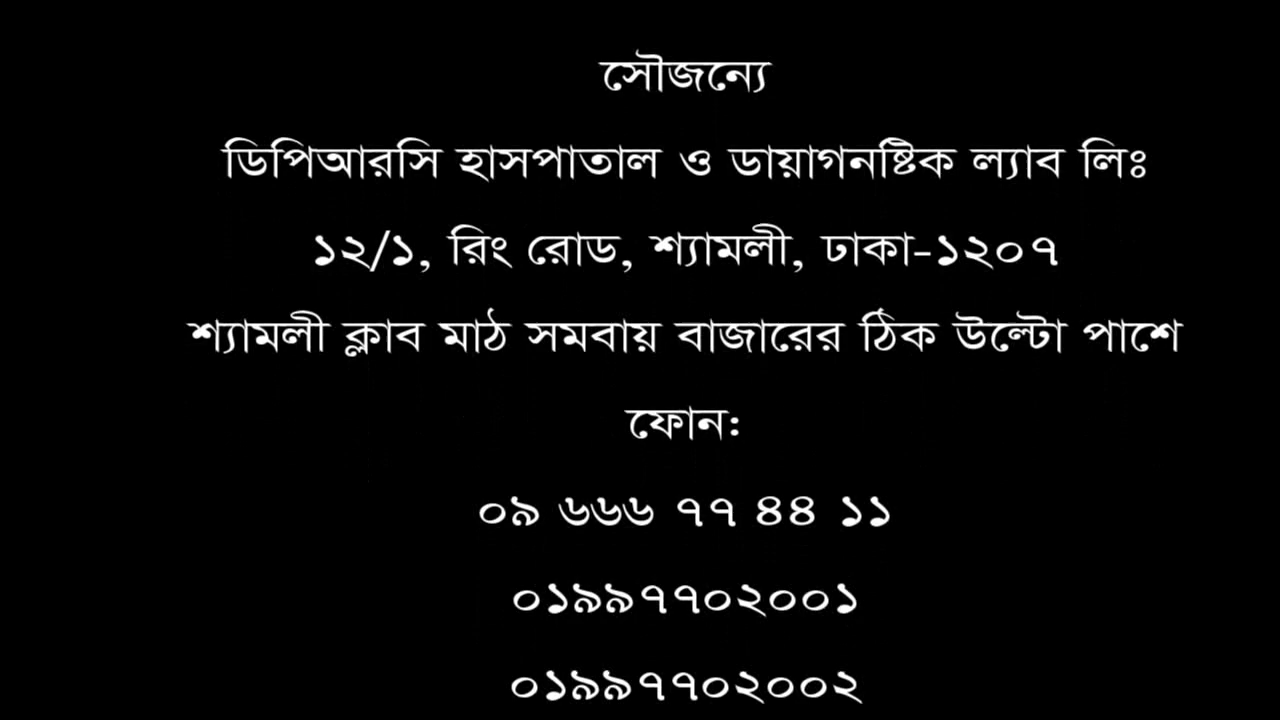 সৌজন্যে
ডিপিআরসি হাসপাতাল ও ডায়াগনষ্টিক ল্যাব লিঃ
১২/১, রিং রোড, শ্যামলী, ঢাকা-১২০৭
শ্যামলী ক্লাব মাঠ সমবায় বাজারের ঠিক উল্টো পাশে
ফোন:
০৯ ৬৬৬ ৭৭ ৪৪ ১১
০১৯৯৭৭০২০০১
০১৯৯৭৭০২০০২